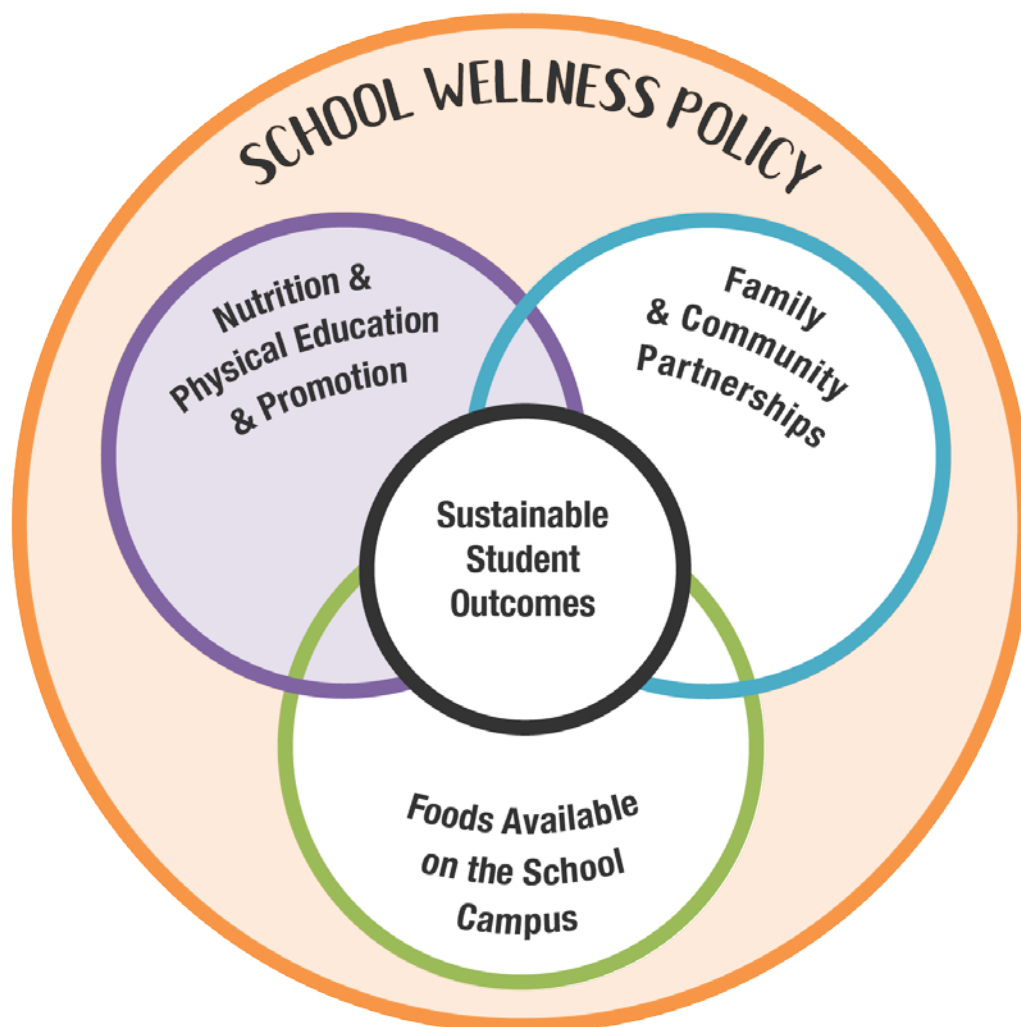 SCHOOL WELLNESS POLICY
Nutrition &
Physical Education
& Promotion
Family
& Community
Partnerships
Sustainable
Student
Outcomes
Foods Available
on the School
Campus